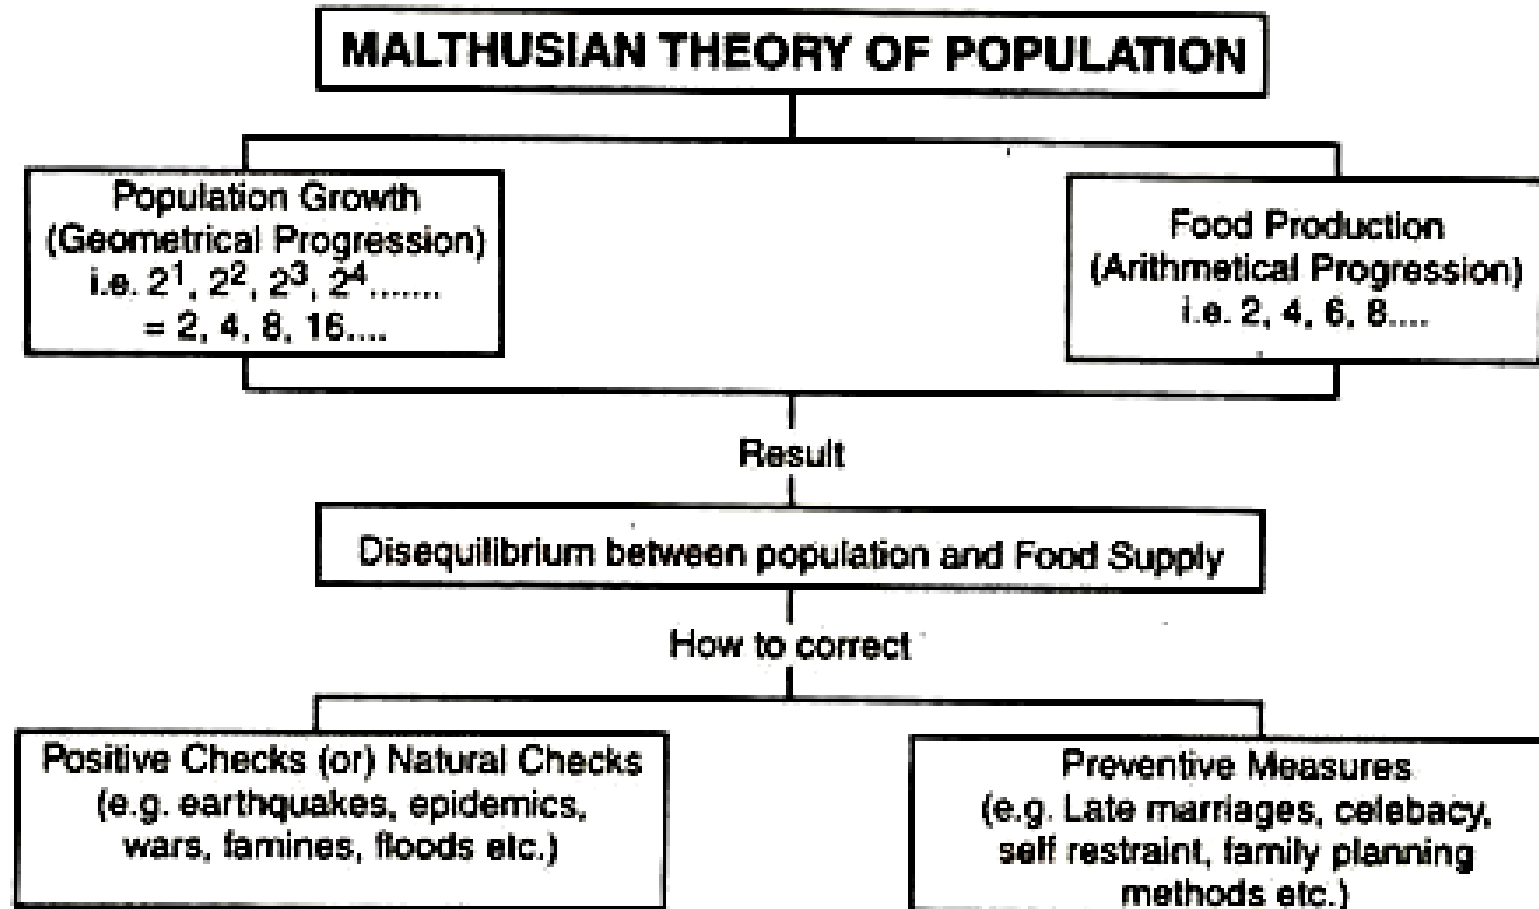 MALTHUSIAN THEORY OF POPULATION
Population Growth
(Geometrical Progression)
i.e. 2¹, 2², 2³, 2⁴.......
= 2, 4, 8, 16....
Food Production
(Arithmetical Progression)
i.e. 2, 4, 6, 8....
Result
Disequilibrium between population and Food Supply
How to correct
Positive Checks (or) Natural Checks
(e.g. earthquakes, epidemics,
wars, famines, floods etc.)
Preventive Measures
(e.g. Late marriages, celebacy,
self restraint, family planning
methods etc.)